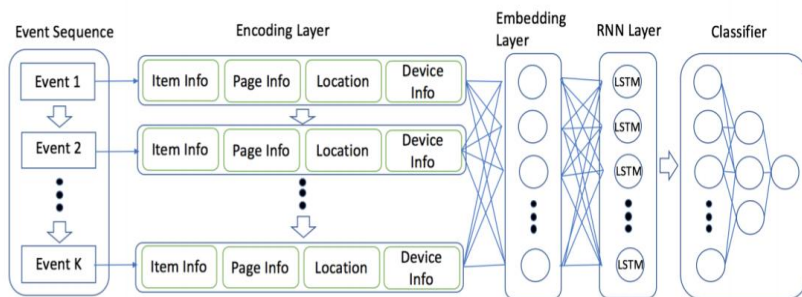 Event Sequence
Encoding Layer
Embedding
Layer
RNN Layer
Classifier
Event 1
Item Info
Page Info
Location
Device
Info
LSTM
Event 2
Item Info
Page Info
Location
Device
Info
LSTM
LSTM
Event K
Item Info
Page Info
Location
Device
Info
LSTM